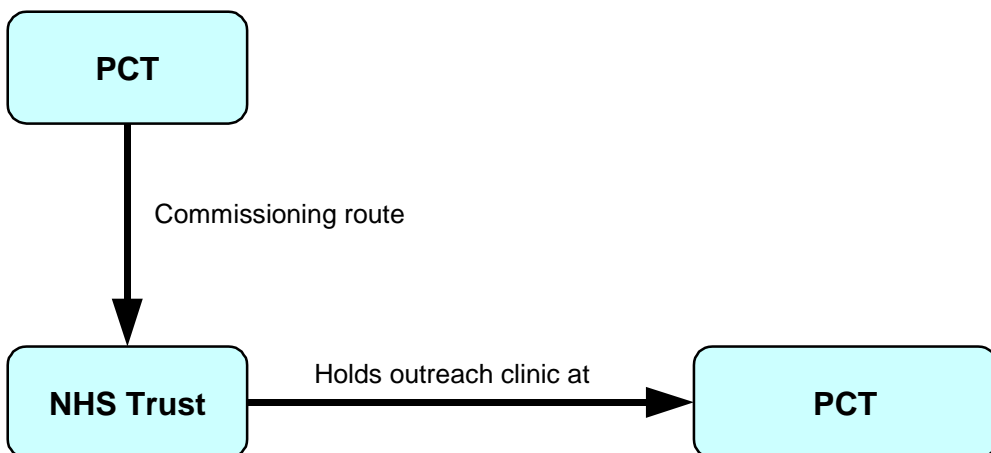 PCT
Commissioning route
Holds outreach clinic at
NHS Trust
PCT